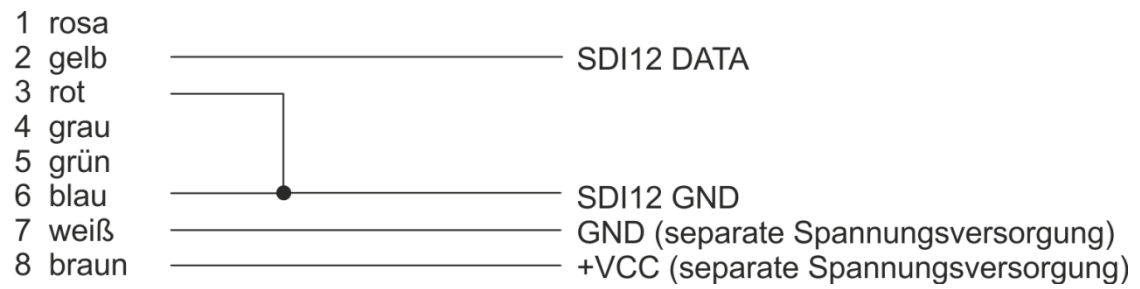 1 rosa
2 gelb SDI12 DATA
3 rot
4 grau
5 grün
6 blau SDI12 GND
7 weiß GND (separate Spannungsversorgung)
8 braun +VCC (separate Spannungsversorgung)